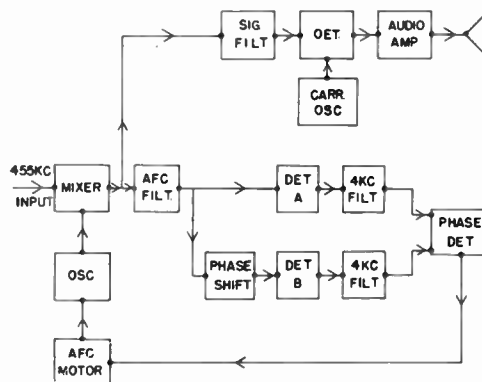 SIG
FILT
OET.
AUDIO
AMP
CARR.
OSC
455KC
INPUT
MIXER
AFC
FILT.
DET
A
4KC
FILT
PHASE
DET
PHASE
SHIFT
DET
B
4KC
FILT
OSC
AFC
MOTOR